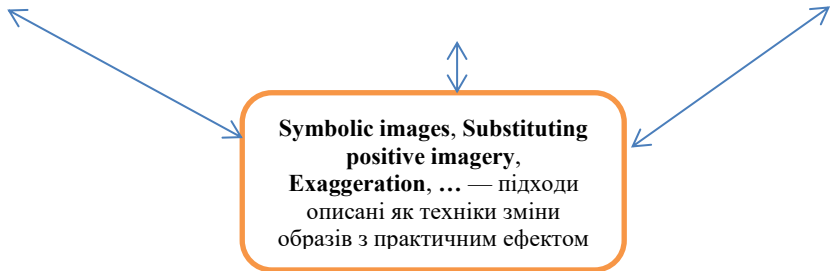 Symbolic images, Substituting
positive imagery,
Exaggeration, … — підходи
описані як техніки зміни
образів з практичним ефектом